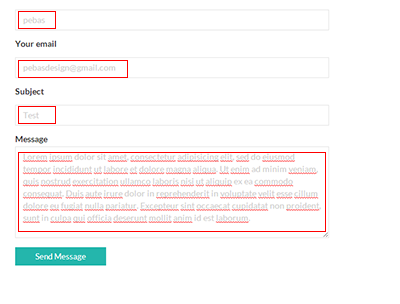 pebas
Your email
pebasdesign@gmail.com
Subject
Test
Message
Lorem ipsum dolor sit amet, consectetur adipisicing elit, sed do eiusmod
tempor incididunt ut labore et dolore magna aliqua. Ut enim ad minim veniam,
quis nostrud exercitation ullamco laboris nisi ut aliquip ex ea commodo
consequat. Duis aute irure dolor in reprehenderit in voluptate velit esse cillum
dolore eu fugiat nulla pariatur. Excepteur sint occaecat cupidatat non proident,
sunt in culpa qui officia deserunt mollit anim id est laborum.
Send Message